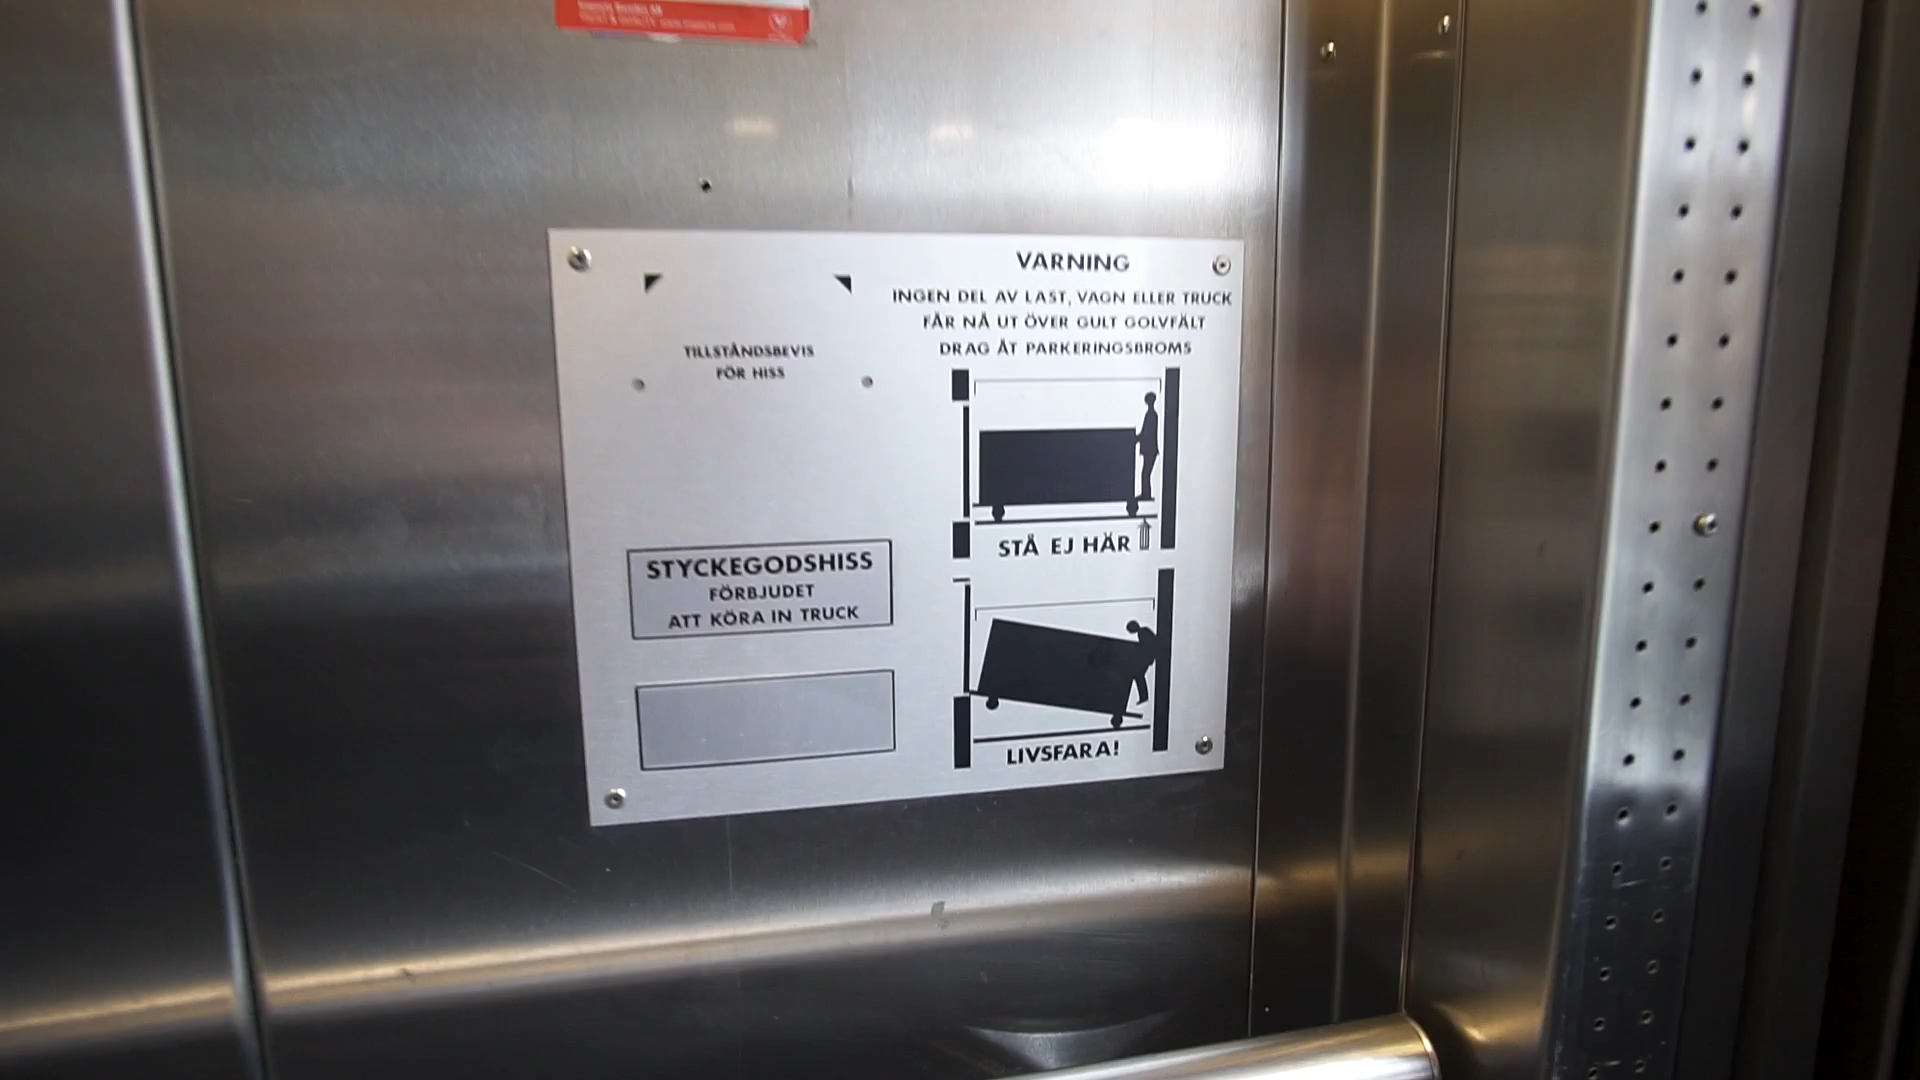 TILLSTÅNDSBEVIS
FÖR HISS
STYCKEGODSHISS
FÖRBJUDET
ATT KÖRA IN TRUCK
VARNING
INGEN DEL AV LAST, VAGN ELLER TRUCK
FÅR NÅ UT ÖVER GULT GOLVFÄLT
DRAG ÅT PARKERINGSBROMS
STÅ EJ HÄR
LIVSFARA!